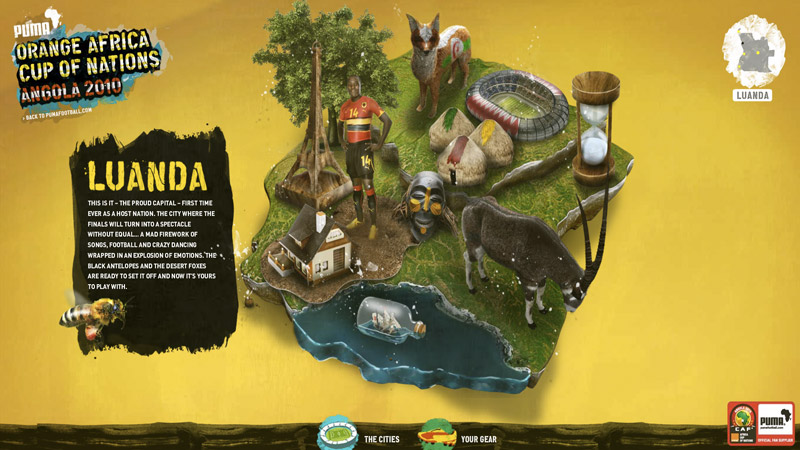 PUMA
ORANGE AFRICA
CUP OF NATIONS
ANGOLA 2010
BACK TO PUMAFOOTBALL.COM
LUANDA
THIS IS IT – THE PROUD CAPITAL – FIRST TIME
EVER AS A HOST NATION. THE CITY WHERE THE
FINALS WILL TURN INTO A SPECTACLE
WITHOUT EQUAL... A MAD FIREWORK OF
SONGS, FOOTBALL AND CRAZY DANCING
WRAPPED IN AN EXPLOSION OF EMOTIONS. THE
BLACK ANTELOPES AND THE DESERT FOXES
ARE READY TO SET IT OFF AND NOW IT'S YOURS
TO PLAY WITH.
14
14
LUANDA
THE CITIES
YOUR GEAR
CAF
PUMA
pumafootball.com
OFFICIAL FAN SUPPLIER